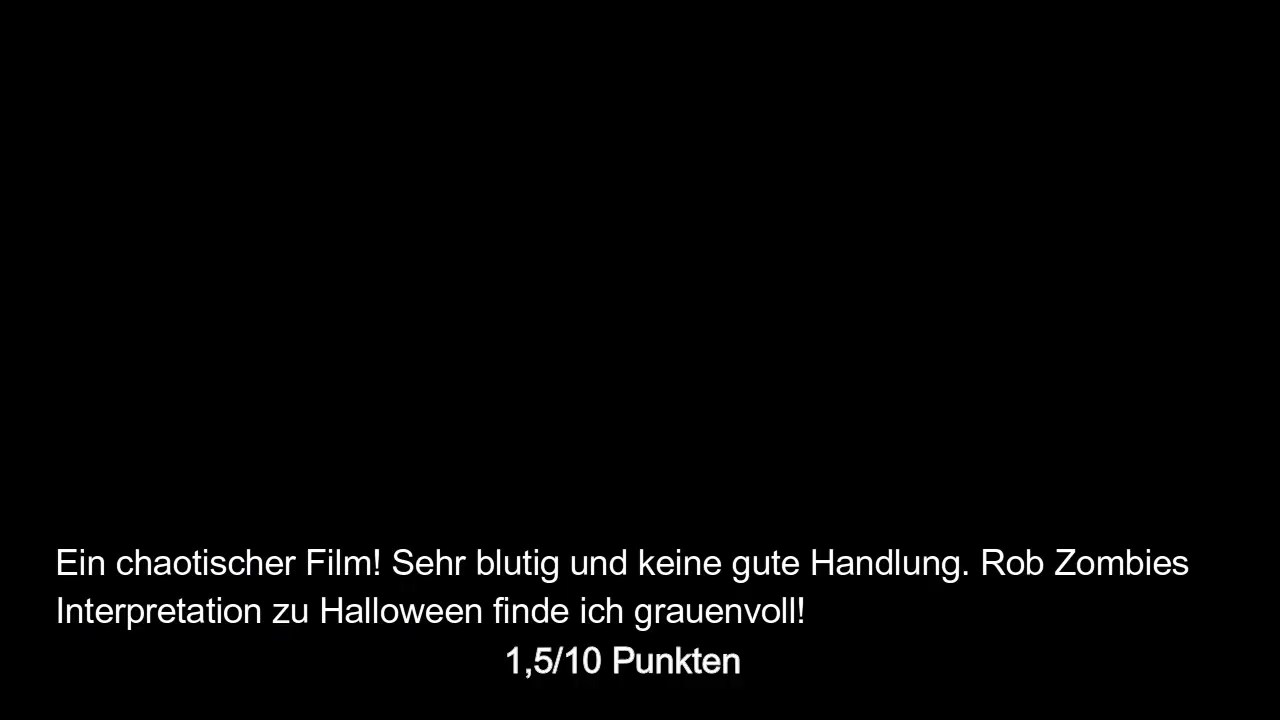 Ein chaotischer Film! Sehr blutig und keine gute Handlung. Rob Zombies
Interpretation zu Halloween finde ich grauenvoll!
1,5/10 Punkten